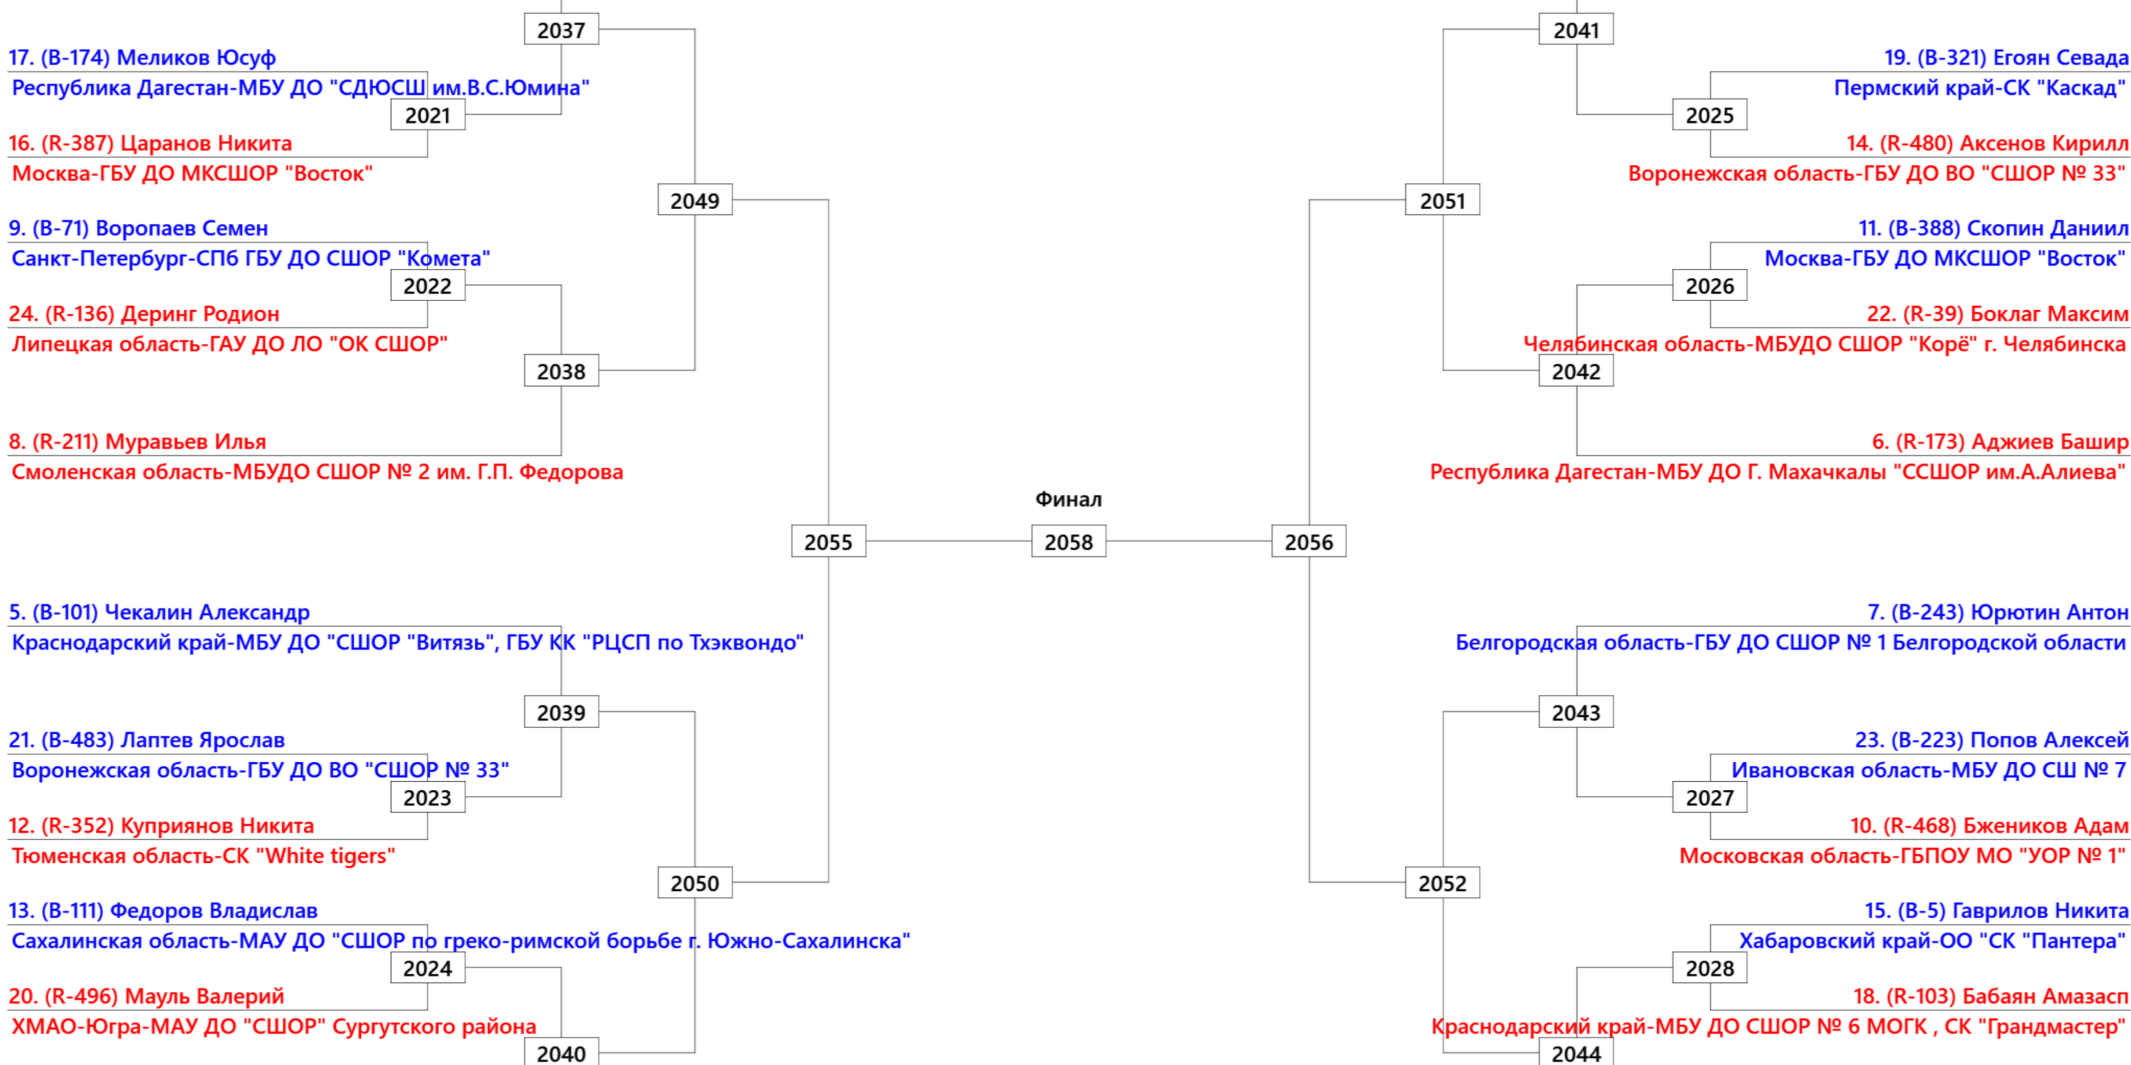 2037
17. (B-174) Меликов Юсуф
Республика Дагестан-МБУ ДО "СДЮСШ им.В.С.Юмина"
2021
16. (R-387) Царанов Никита
Москва-ГБУ ДО МКСШОР "Восток"
2049
9. (B-71) Воропаев Семен
Санкт-Петербург-СПб ГБУ ДО СШОР "Комета"
2022
24. (R-136) Деринг Родион
Липецкая область-ГАУ ДО ЛО "ОК СШОР"
2038
8. (R-211) Муравьев Илья
Смоленская область-МБУДО СШОР № 2 им. Г.П. Федорова
2055
5. (B-101) Чекалин Александр
Краснодарский край-МБУ ДО "СШОР "Витязь", ГБУ КК "РЦСП по Тхэквондо"
2039
21. (B-483) Лаптев Ярослав
Воронежская область-ГБУ ДО ВО "СШОР № 33"
2023
12. (R-352) Куприянов Никита
Тюменская область-СК "White tigers"
2050
13. (B-111) Федоров Владислав
Сахалинская область-МАУ ДО "СШОР по греко-римской борьбе г. Южно-Сахалинска"
2024
20. (R-496) Мауль Валерий
ХМАО-Югра-МАУ ДО "СШОР" Сургутского района
2040
Финал
2058
2041
19. (B-321) Егоян Севада
Пермский край-СК "Каскад"
2025
14. (R-480) Аксенов Кирилл
Воронежская область-ГБУ ДО ВО "СШОР № 33"
2051
11. (B-388) Скопин Даниил
Москва-ГБУ ДО МКСШОР "Восток"
2026
22. (R-39) Боклаг Максим
Челябинская область-МБУДО СШОР "Корё" г. Челябинска
2042
6. (R-173) Аджиев Башир
Республика Дагестан-МБУ ДО Г. Махачкалы "ССШОР им.А.Алиева"
2056
7. (B-243) Юрютин Антон
Белгородская область-ГБУ ДО СШОР № 1 Белгородской области
2043
23. (B-223) Попов Алексей
Ивановская область-МБУ ДО СШ № 7
2027
10. (R-468) Бжеников Адам
Московская область-ГБПОУ МО "УОР № 1"
2052
15. (B-5) Гаврилов Никита
Хабаровский край-ОО "СК "Пантера"
2028
18. (R-103) Бабаян Амазасп
Краснодарский край-МБУ ДО СШОР № 6 МОГК , СК "Грандмастер"
2044